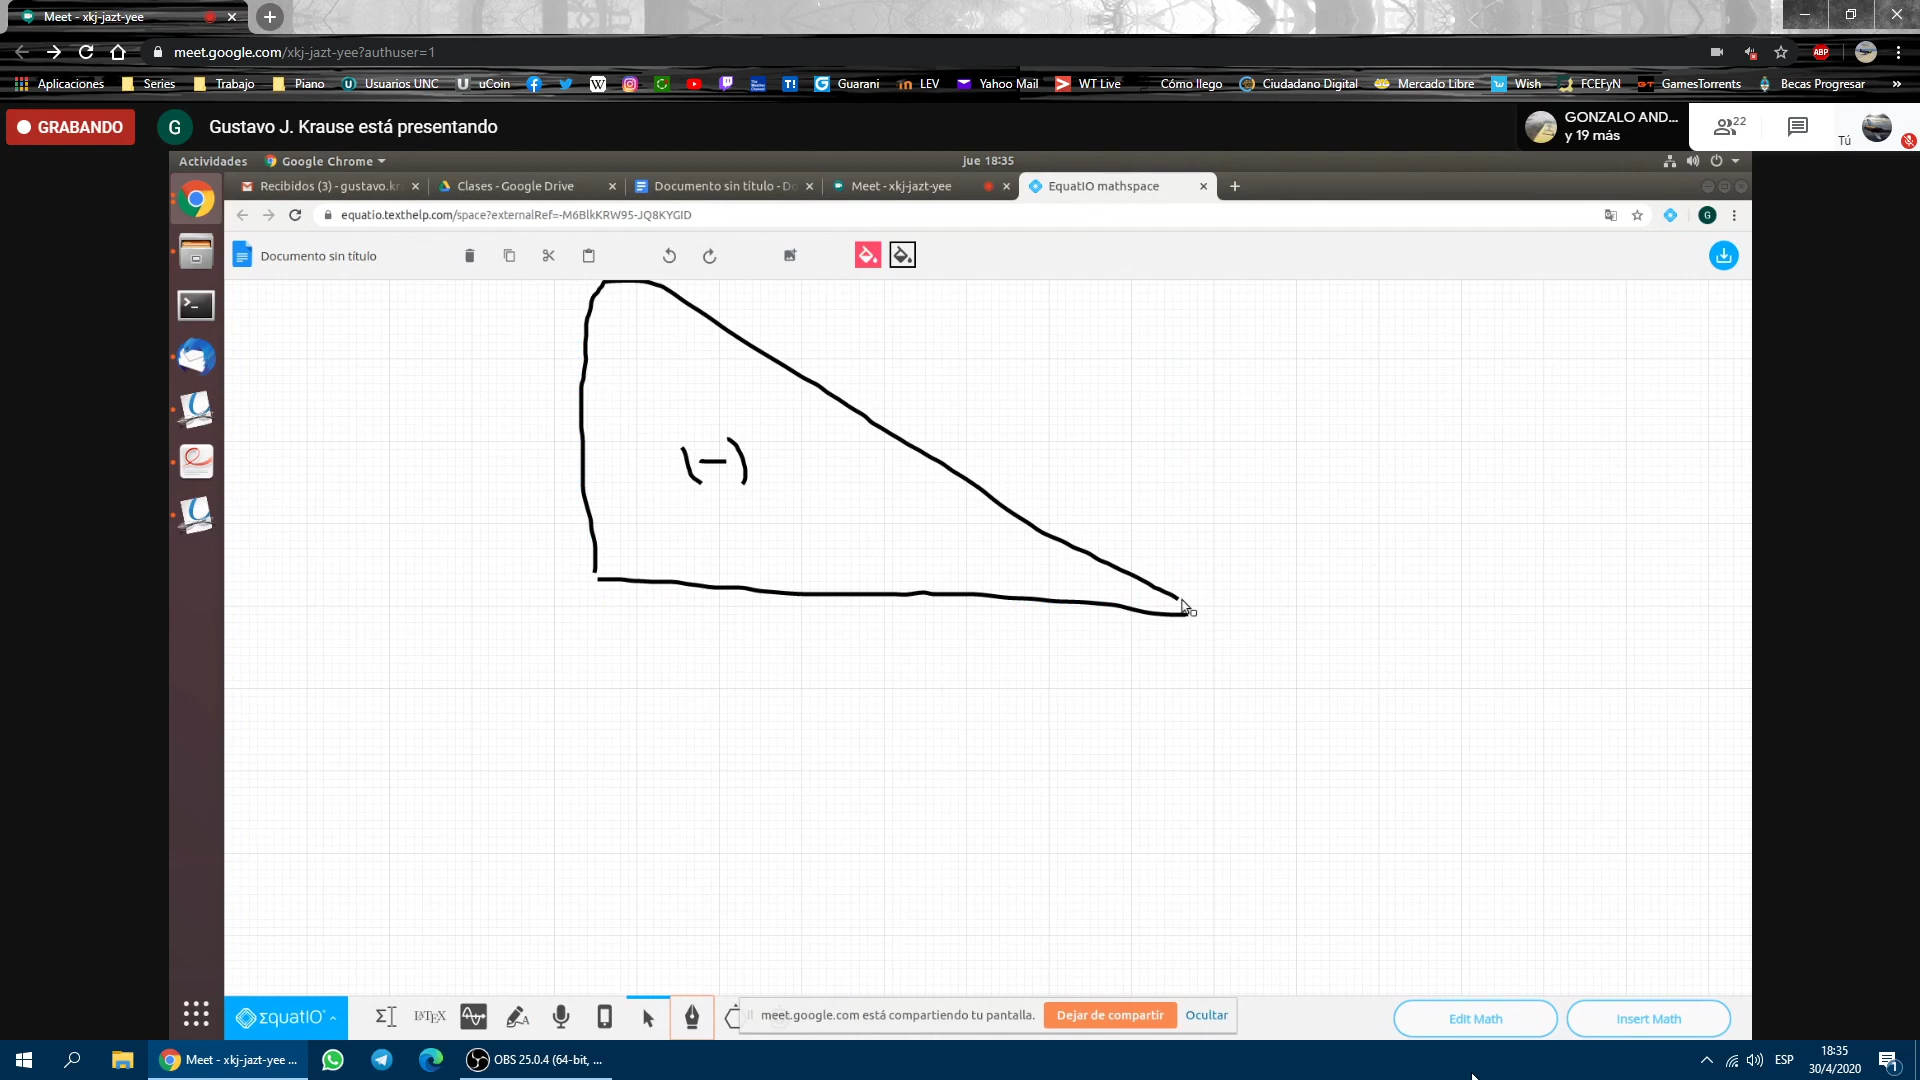 Meet - xkj-jazt-yee
meet.google.com/xkj-jazt-yee?authuser=1
ABP
Aplicaciones Series Trabajo Piano Usuarios UNC uCoin Guarani LEV Yahoo Mail WT Live Cómo llego Ciudadano Digital Mercado Libre Wish FCEFyN GamesTorrents Becas Progresar »
GRABANDO G Gustavo J. Krause está presentando
GONZALO AND...
y 19 más
22
Tú
Actividades Google Chrome jue 18:35
Recibidos (3) - gustavo.kr Clases - Google Drive Documento sin título - Do Meet - xkj-jazt-yee EquatIO mathspace
equatio.texthelp.com/space?externalRef=-M6BlkKRW95-JQ8KYGID G
Documento sin título
(-)
EquatIO LATEX meet.google.com está compartiendo tu pantalla. Dejar de compartir Ocultar Edit Math Insert Math
Meet - xkj-jazt-yee ... OBS 25.0.4 (64-bit, ... ESP 18:35
30/4/2020
1